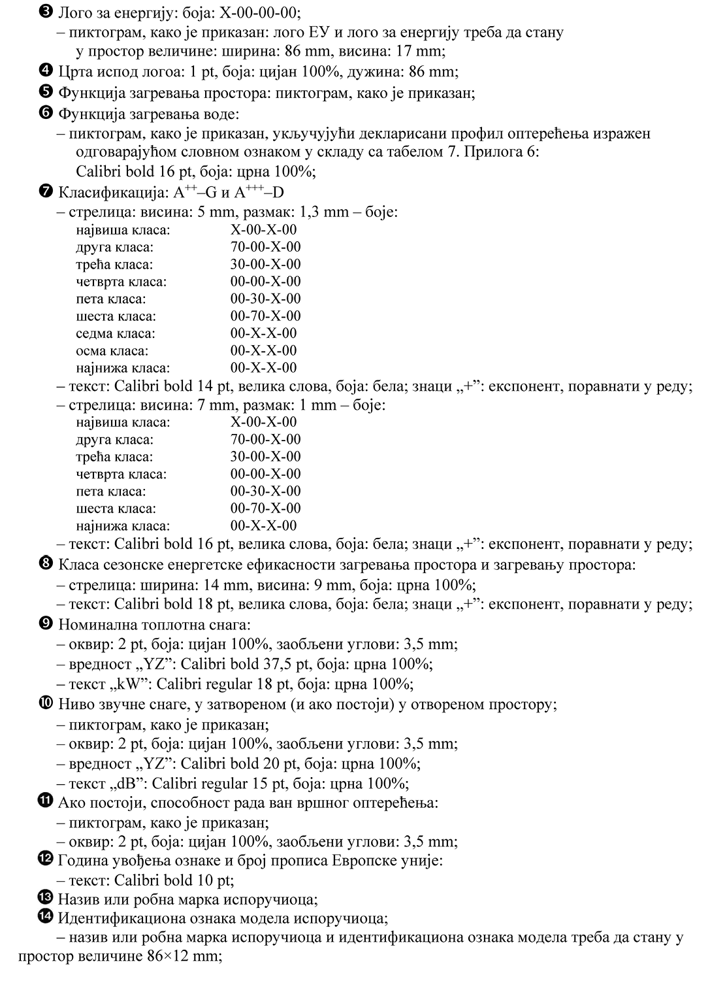 ❸ Лого за енергију: боја: X-00-00-00;
– пиктограм, како је приказан: лого ЕУ и лого за енергију треба да стану
у простор величине: ширина: 86 mm, висина: 17 mm;
❹ Црта испод логоа: 1 pt, боја: цијан 100%, дужина: 86 mm;
❺ Функција загревања простора: пиктограм, како је приказан;
❻ Функција загревања воде:
– пиктограм, како је приказан, укључујући декларисани профил оптерећења изражен
одговарајућом словном ознаком у складу са табелом 7. Прилога 6:
Calibri bold 16 pt, боја: црна 100%;
❼ Класификација: A⁺⁺–G и A⁺⁺⁺–D
– стрелица: висина: 5 mm, размак: 1,3 mm – боје:
највиша класа: X-00-X-00
друга класа: 70-00-X-00
трећа класа: 30-00-X-00
четврта класа: 00-00-X-00
пета класа: 00-30-X-00
шеста класа: 00-70-X-00
седма класа: 00-X-X-00
осма класа: 00-X-X-00
најнижа класа: 00-X-X-00
– текст: Calibri bold 14 pt, велика слова, боја: бела; знаци „+”: експонент, поравнати у реду;
– стрелица: висина: 7 mm, размак: 1 mm – боје:
највиша класа: X-00-X-00
друга класа: 70-00-X-00
трећа класа: 30-00-X-00
четврта класа: 00-00-X-00
пета класа: 00-30-X-00
шеста класа: 00-70-X-00
најнижа класа: 00-X-X-00
– текст: Calibri bold 16 pt, велика слова, боја: бела; знаци „+”: експонент, поравнати у реду;
❽ Класа сезонске енергетске ефикасности загревања простора и загревању простора:
– стрелица: ширина: 14 mm, висина: 9 mm, боја: црна 100%;
– текст: Calibri bold 18 pt, велика слова, боја: бела; знаци „+”: експонент, поравнати у реду;
❾ Номинална топлотна снага:
– оквир: 2 pt, боја: цијан 100%, заобљени углови: 3,5 mm;
– вредност „YZ”: Calibri bold 37,5 pt, боја: црна 100%;
– текст „kW”: Calibri regular 18 pt, боја: црна 100%;
❿ Ниво звучне снаге, у затвореном (и ако постоји) у отвореном простору;
– пиктограм, како је приказан;
– оквир: 2 pt, боја: цијан 100%, заобљени углови: 3,5 mm;
– вредност „YZ”: Calibri bold 20 pt, боја: црна 100%;
– текст „dB”: Calibri regular 15 pt, боја: црна 100%;
⓫ Ако постоји, способност рада ван вршног оптерећења:
– пиктограм, како је приказан;
– оквир: 2 pt, боја: цијан 100%, заобљени углови: 3,5 mm;
⓬ Година увођења ознаке и број прописа Европске уније:
– текст: Calibri bold 10 pt;
⓭ Назив или робна марка испоручиоца;
⓮ Идентификациона ознака модела испоручиоца;
– назив или робна марка испоручиоца и идентификациона ознака модела треба да стану у
простор величине 86×12 mm;